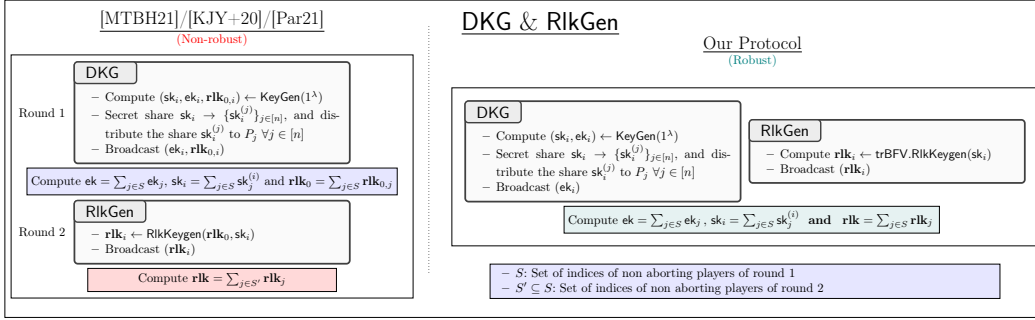 [MTBH21]/[KJY+20]/[Par21]
(Non-robust)
Round 1
DKG
– Compute (sk_i, ek_i, rlk_{0,i}) ← KeyGen(1^λ)
– Secret share sk_i → {sk_i^{(j)}}_{j∈[n]}, and dis-
tribute the share sk_i^{(j)} to P_j ∀j ∈ [n]
– Broadcast (ek_i, rlk_{0,i})
Compute ek = ∑_{j∈S} ek_j, sk_i = ∑_{j∈S} sk_j^{(i)} and rlk_0 = ∑_{j∈S} rlk_{0,j}
Round 2
RlkGen
– rlk_i ← RlkKeygen(rlk_0, sk_i)
– Broadcast (rlk_i)
Compute rlk = ∑_{j∈S'} rlk_j
DKG & RlkGen
Our Protocol
(Robust)
DKG
– Compute (sk_i, ek_i) ← KeyGen(1^λ)
– Secret share sk_i → {sk_i^{(j)}}_{j∈[n]}, and dis-
tribute the share sk_i^{(j)} to P_j ∀j ∈ [n]
– Broadcast (ek_i)
RlkGen
– Compute rlk_i ← trBFV.RlkKeygen(sk_i)
– Broadcast (rlk_i)
Compute ek = ∑_{j∈S} ek_j , sk_i = ∑_{j∈S} sk_j^{(i)} and rlk = ∑_{j∈S} rlk_j
– S: Set of indices of non aborting players of round 1
– S' ⊆ S: Set of indices of non aborting players of round 2